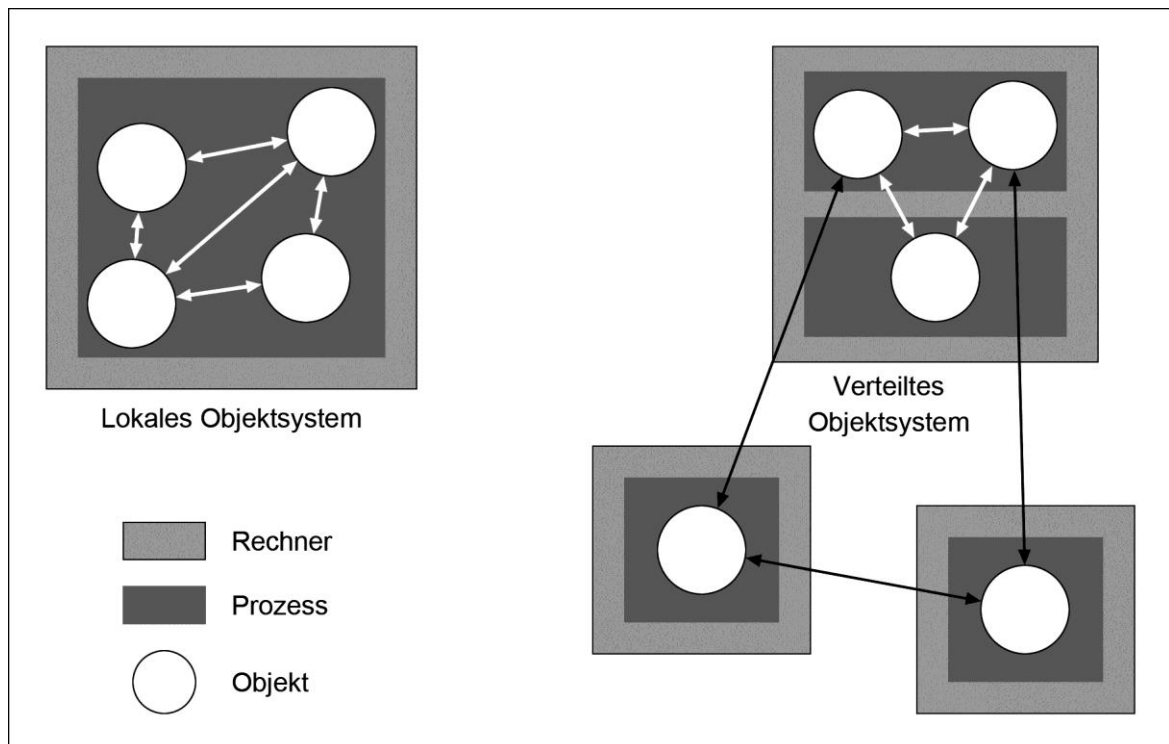 Lokales Objektsystem
Verteiltes
Objektsystem
Rechner
Prozess
Objekt